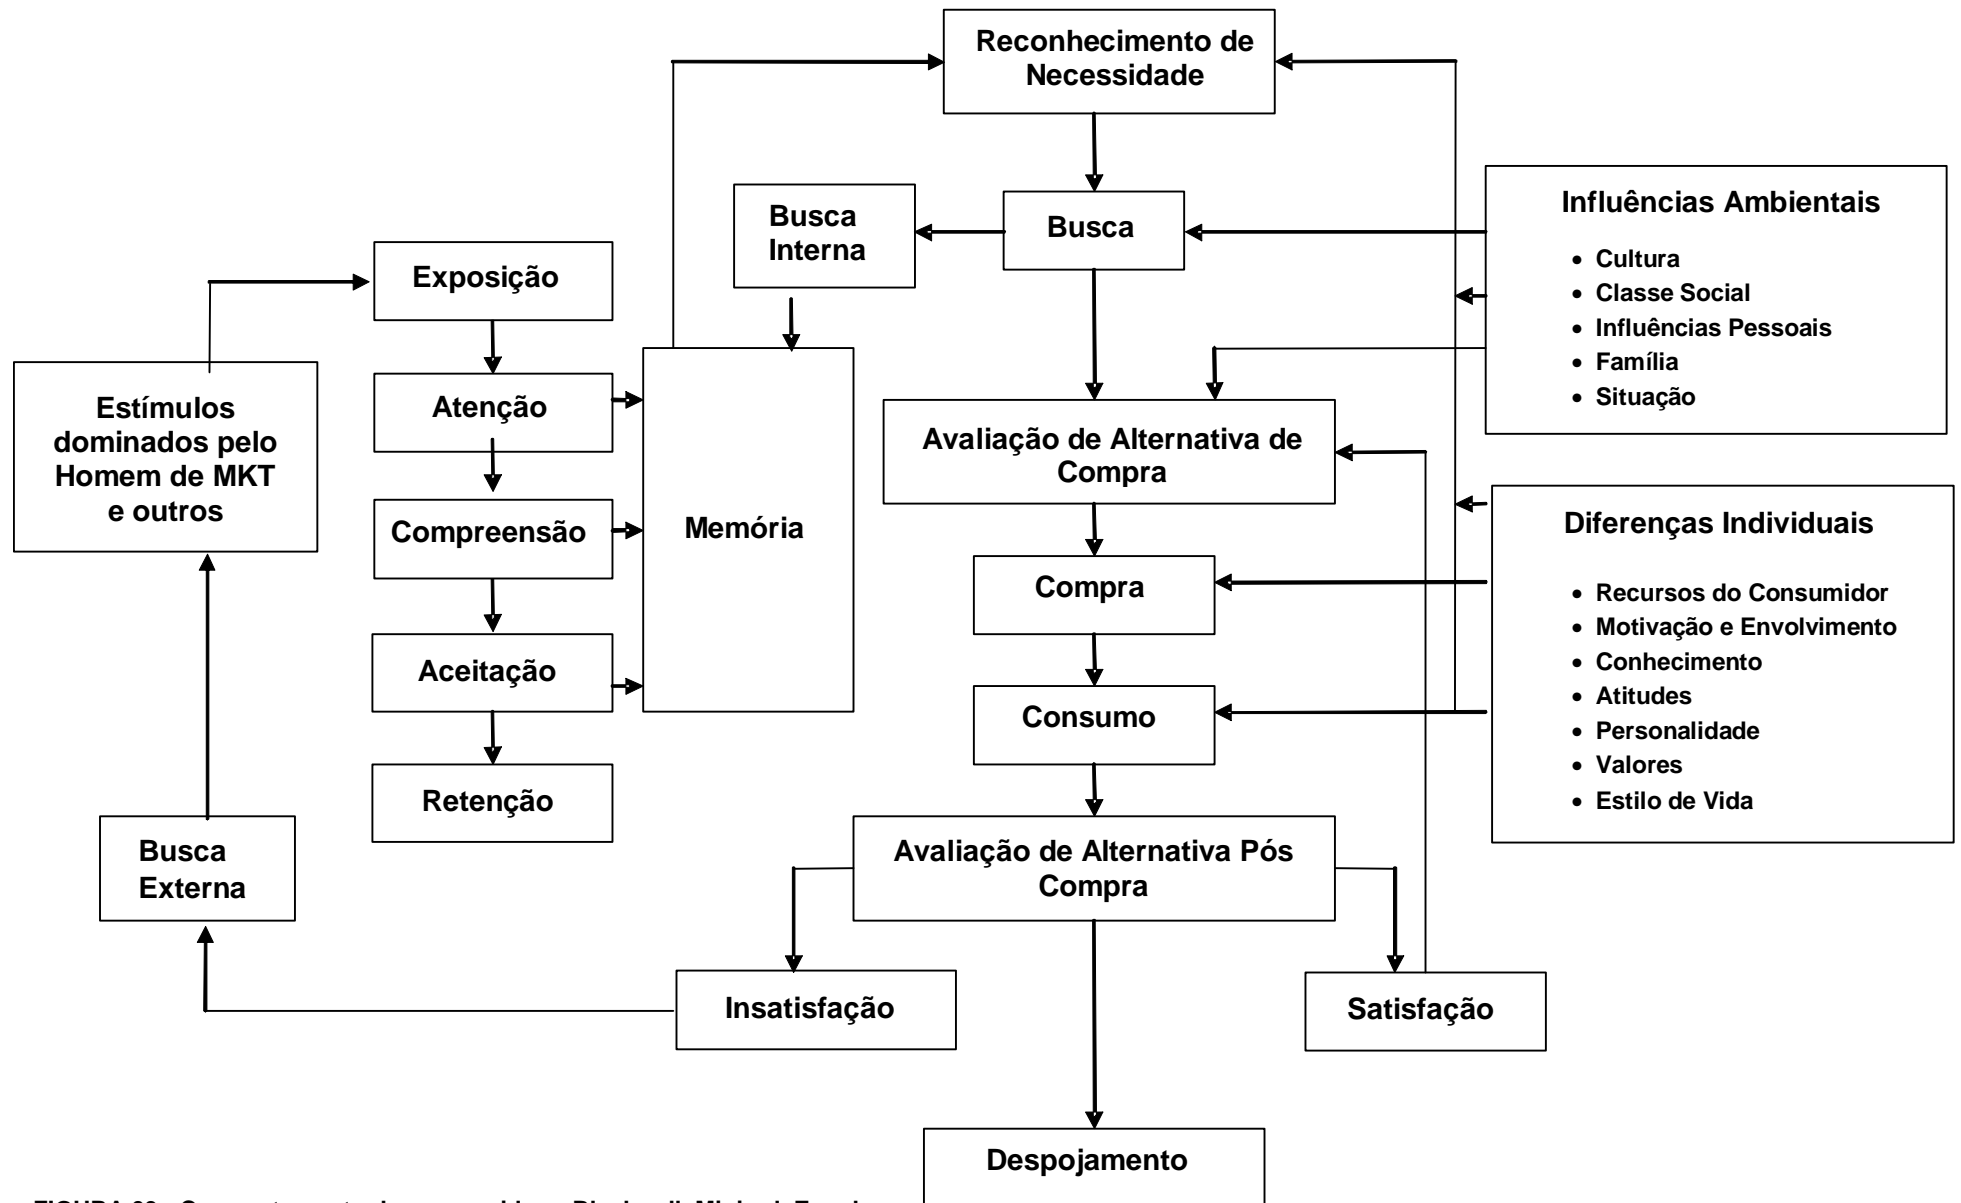 Reconhecimento de
Necessidade
Busca
Interna
Busca
Influências Ambientais
• Cultura
• Classe Social
• Influências Pessoais
• Família
• Situação
Exposição
Estímulos
dominados pelo
Homem de MKT
e outros
Atenção
Compreensão
Aceitação
Retenção
Memória
Avaliação de Alternativa de
Compra
Compra
Consumo
Diferenças Individuais
• Recursos do Consumidor
• Motivação e Envolvimento
• Conhecimento
• Atitudes
• Personalidade
• Valores
• Estilo de Vida
Busca
Externa
Avaliação de Alternativa Pós
Compra
Insatisfação
Satisfação
Despojamento